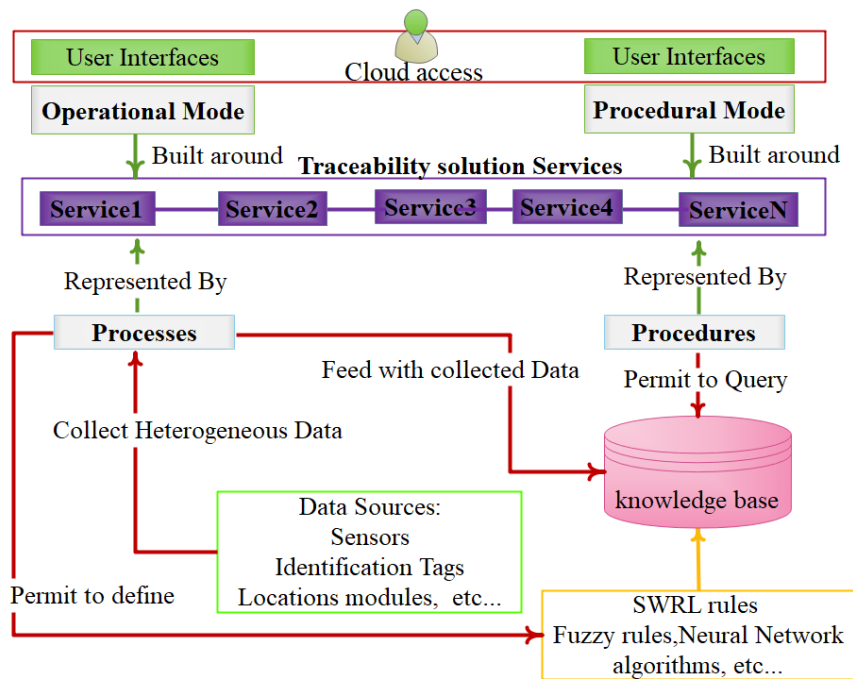 User Interfaces
User Interfaces
Cloud access
Operational Mode
Procedural Mode
Built around
Built around
Traceability solution Services
Service1
Service2
Service3
Service4
ServiceN
Represented By
Represented By
Processes
Procedures
Feed with collected Data
Permit to Query
Collect Heterogeneous Data
knowledge base
Data Sources:
Sensors
Identification Tags
Locations modules, etc...
Permit to define
SWRL rules
Fuzzy rules,Neural Network
algorithms, etc...